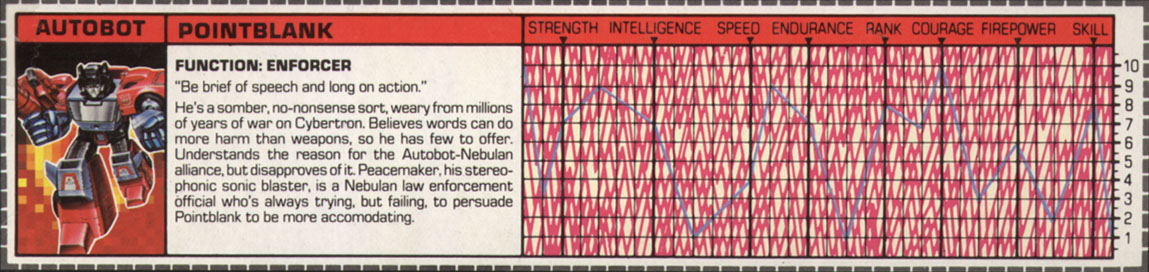 AUTOBOT
POINTBLANK
FUNCTION: ENFORCER
"Be brief of speech and long on action."
He's a somber, no-nonsense sort, weary from millions
of years of war on Cybertron. Believes words can do
more harm than weapons, so he has few to offer.
Understands the reason for the Autobot-Nebulan
alliance, but disapproves of it. Peacemaker, his stereo-
phonic sonic blaster, is a Nebulan law enforcement
official who's always trying, but failing, to persuade
Pointblank to be more accomodating.
STRENGTH INTELLIGENCE SPEED ENDURANCE RANK COURAGE FIREPOWER SKILL
10
9
8
7
6
5
4
3
2
1